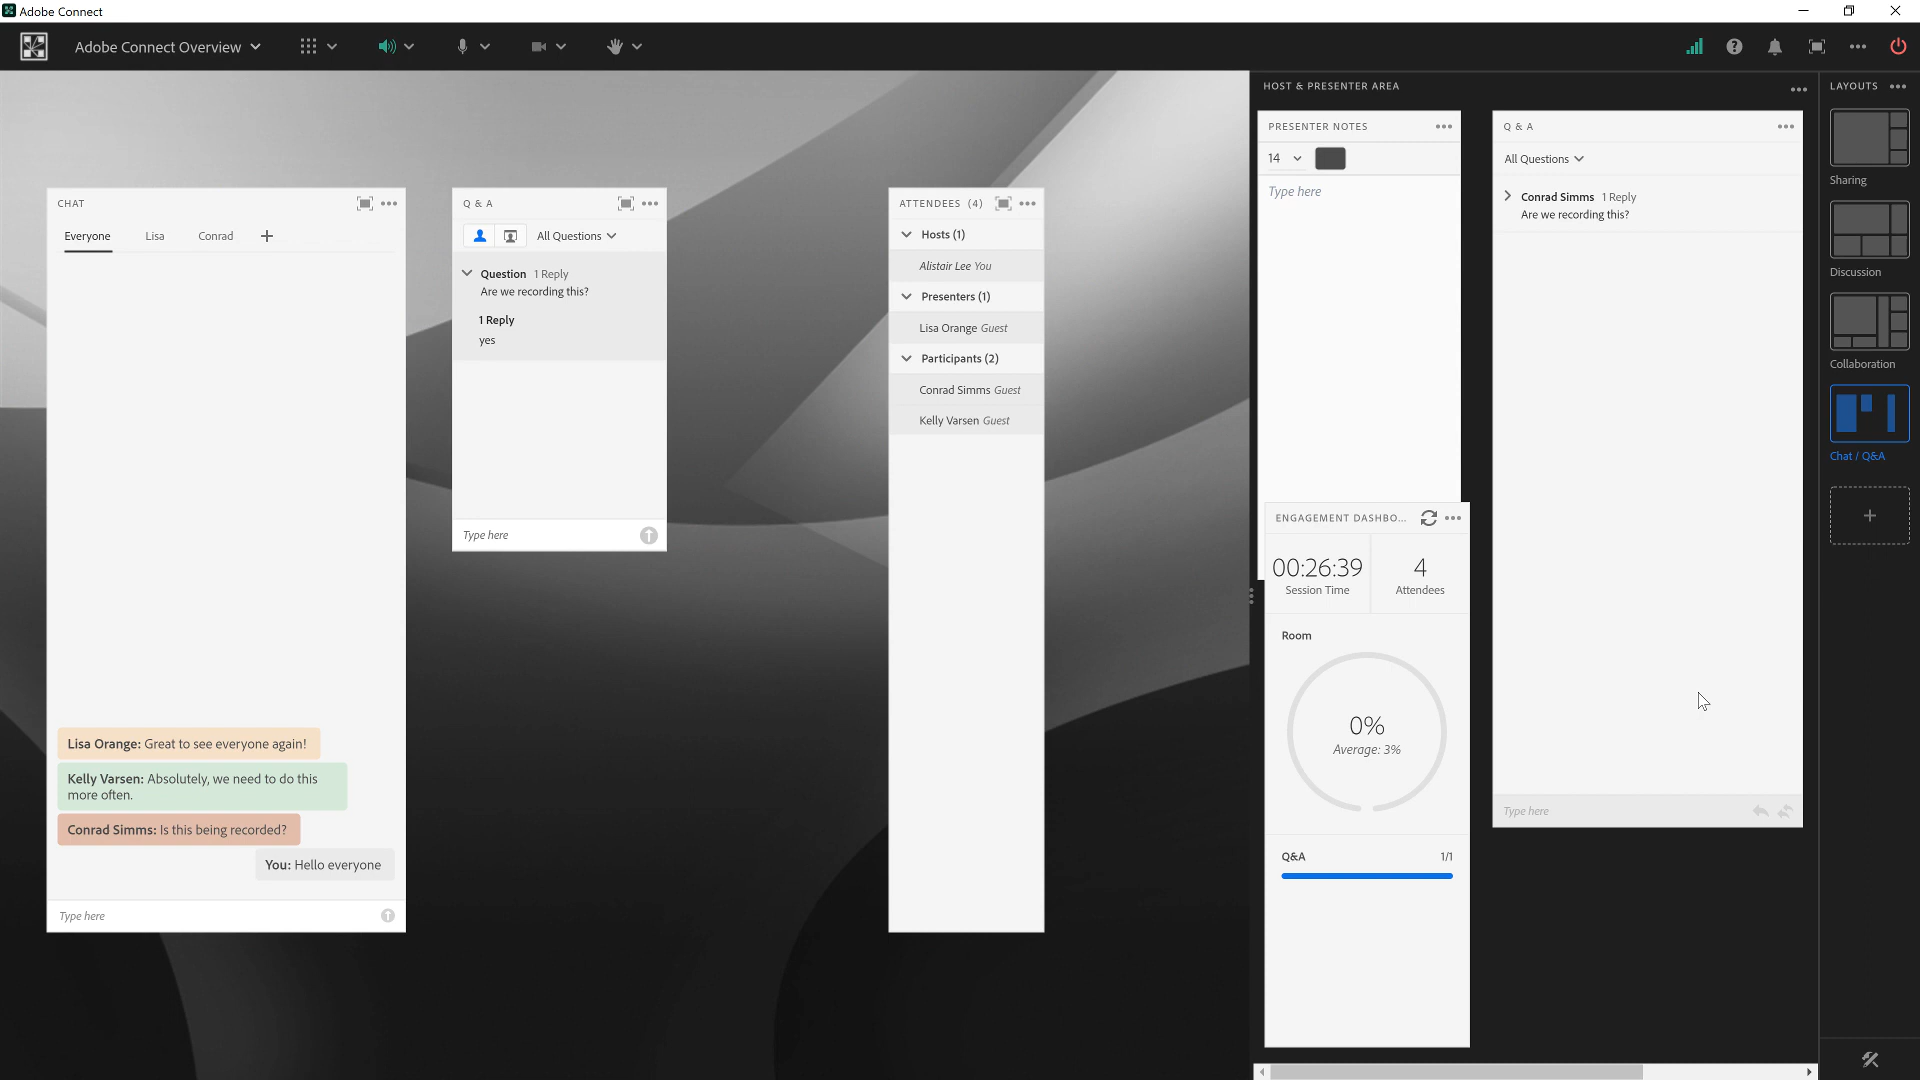 Adobe Connect
Adobe Connect Overview
HOST & PRESENTER AREA
LAYOUTS
PRESENTER NOTES
14
Type here
Q & A
All Questions
Conrad Simms 1 Reply
Are we recording this?
Type here
Sharing
Discussion
Collaboration
Chat / Q&A
CHAT
Everyone
Lisa
Conrad
Lisa Orange: Great to see everyone again!
Kelly Varsen: Absolutely, we need to do this
more often.
Conrad Simms: Is this being recorded?
You: Hello everyone
Type here
Q & A
All Questions
Question 1 Reply
Are we recording this?
1 Reply
yes
Type here
ATTENDEES (4)
Hosts (1)
Alistair Lee You
Presenters (1)
Lisa Orange Guest
Participants (2)
Conrad Simms Guest
Kelly Varsen Guest
ENGAGEMENT DASHBO...
00:26:39
Session Time
4
Attendees
Room
0%
Average: 3%
Q&A 1/1